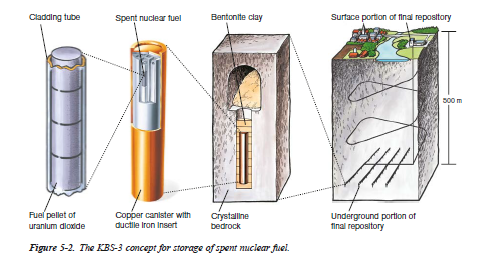 Cladding tube
Spent nuclear fuel
Bentonite clay
Surface portion of final repository
500 m
Fuel pellet of
uranium dioxide
Copper canister with
ductile iron insert
Crystalline
bedrock
Underground portion of
final repository
Figure 5-2. The KBS-3 concept for storage of spent nuclear fuel.